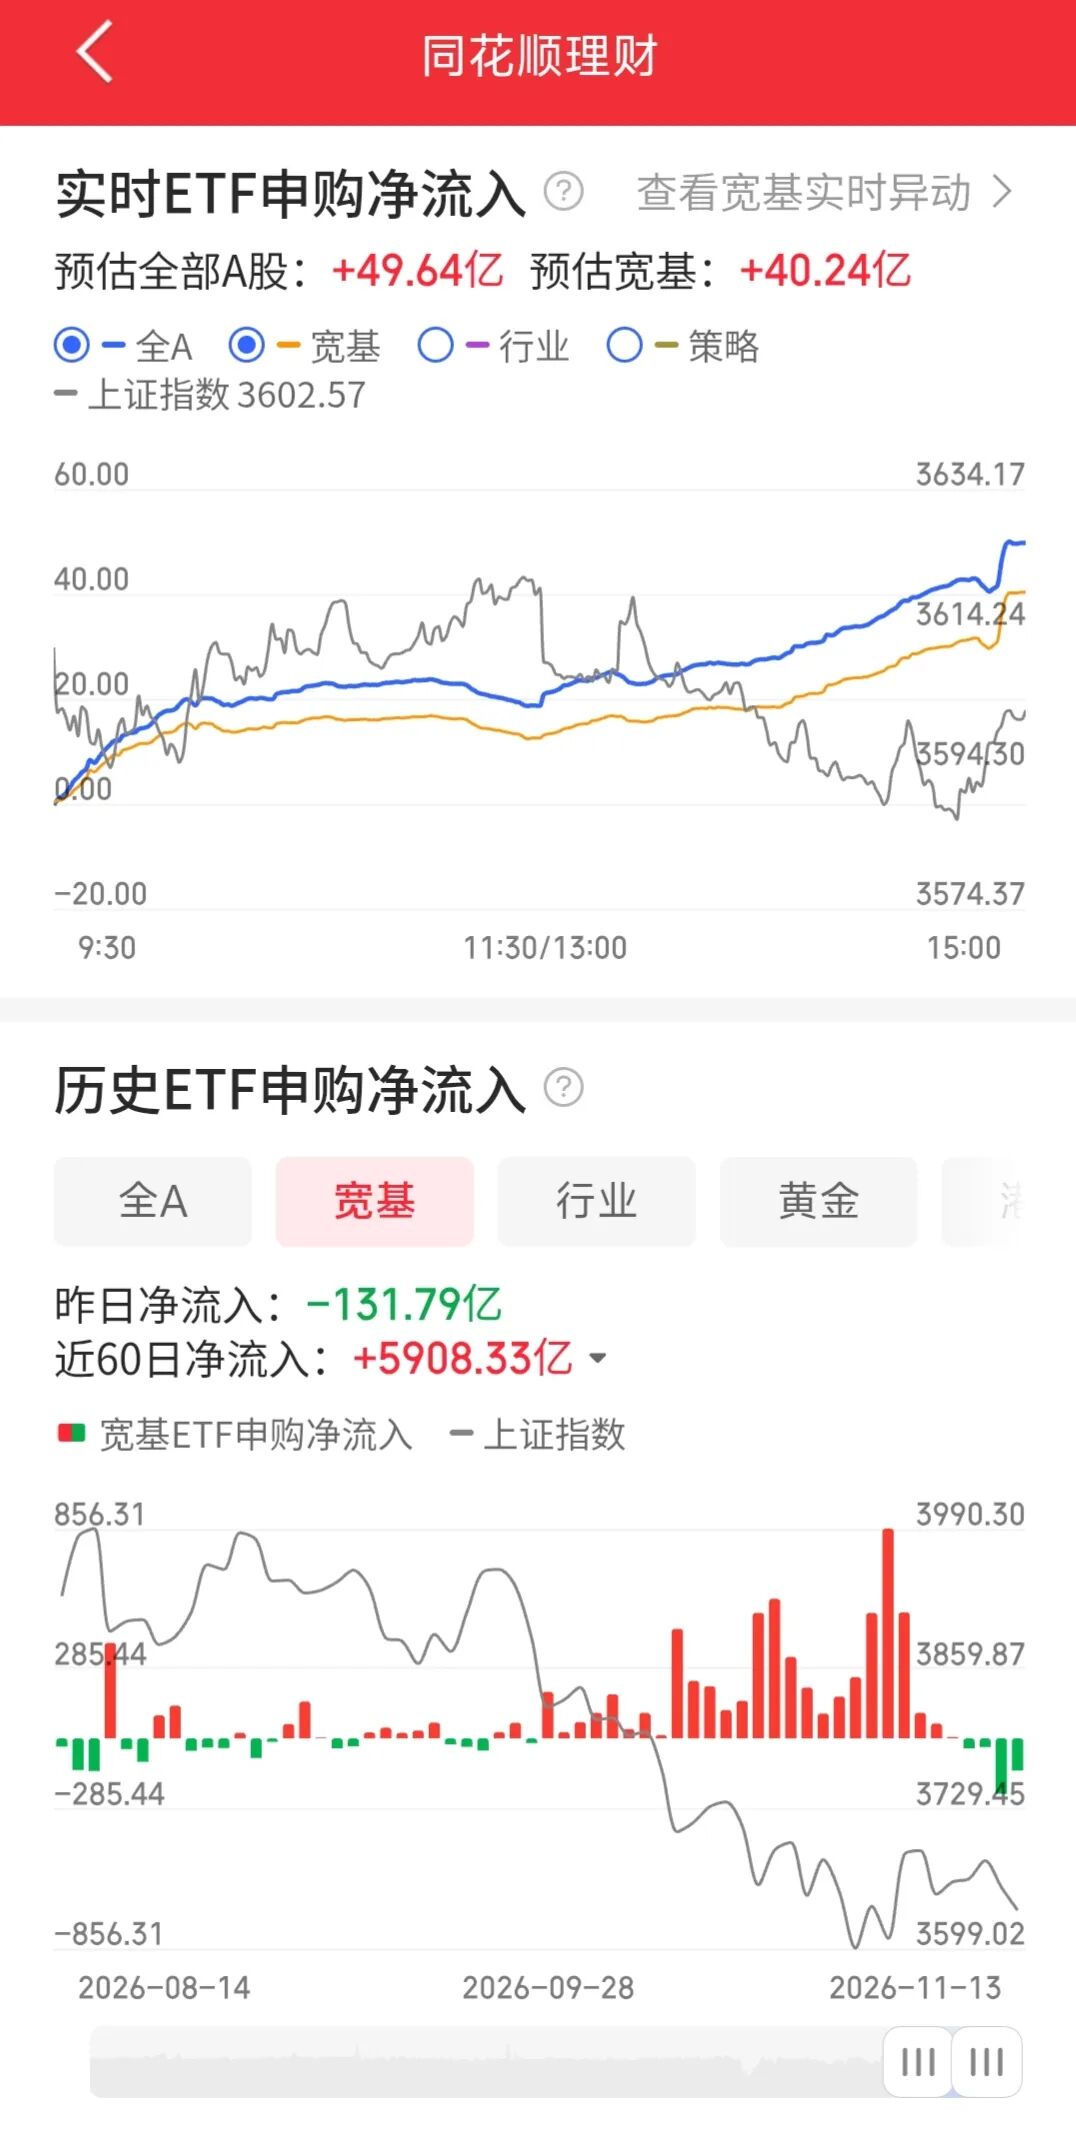 同花顺理财
实时ETF申购净流入 ? 查看宽基实时异动
预估全部A股：+49.64亿 预估宽基：+40.24亿
全A 宽基 行业 策略
上证指数 3602.57
60.00 3634.17
40.00 3614.24
20.00 3594.30
0.00
-20.00 3574.37
9:30 11:30/13:00 15:00
历史ETF申购净流入 ?
全A 宽基 行业 黄金 港
昨日净流入：-131.79亿
近60日净流入：+5908.33亿
宽基ETF申购净流入 上证指数
856.31 3990.30
285.44 3859.87
-285.44 3729.45
-856.31 3599.02
2026-08-14 2026-09-28 2026-11-13